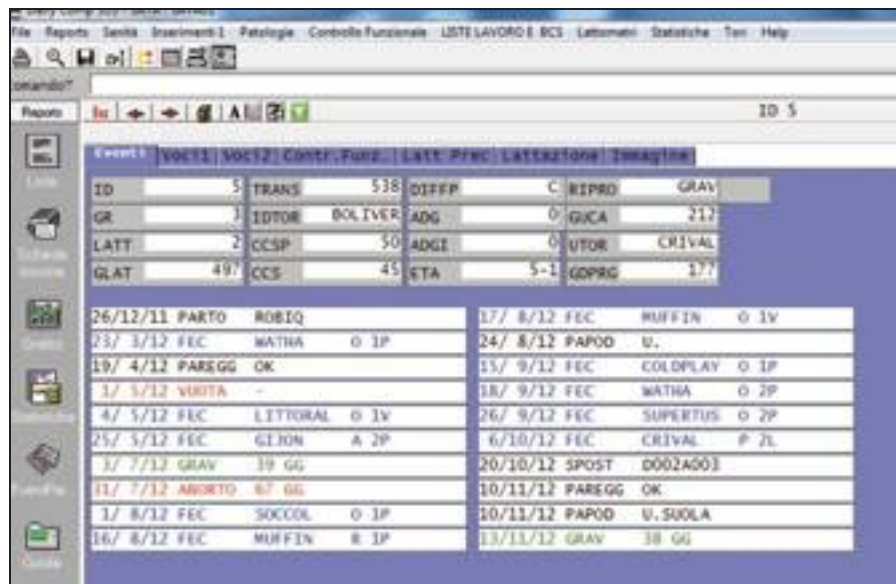 File Reports Sanita Inserimenti-1 Patologie Controllo Funzionale LISTE LAVORO E BCS Lattometri Statistiche Tori Help
Reports
ID 5
Eventi Voci1 Voci2 Contr.Funz. Latt Prec Lattazione Immagine
ID 5 TRANS 538 DIFFP C RIPRO GRAV
GR 3 IDTOR BOLIVER ADG 0 GUCA 212
LATT 2 CCSP 50 ADGI 0 UTOR CRIVAL
GLAT 497 CCS 45 ETA 5-1 GDPRG 177
26/12/11 PARTO ROBIQ
23/ 3/12 FEC WATHA O 1P
19/ 4/12 PAREGG OK
1/ 5/12 VUOTA -
4/ 5/12 FEC LITTORAL O 1V
25/ 5/12 FEC GIJON A 2P
3/ 7/12 GRAV 39 GG
31/ 7/12 ABORTO 67 GG
1/ 8/12 FEC SOCCOL O 1P
16/ 8/12 FEC MUFFIN R 1P
17/ 8/12 FEC MUFFIN O 1V
24/ 8/12 PAPOD U.
15/ 9/12 FEC COLDPLAY O 1P
18/ 9/12 FEC WATHA O 2P
26/ 9/12 FEC SUPERTUS O 2P
6/10/12 FEC CRIVAL P 2L
20/10/12 SPOST D002A003
10/11/12 PAREGG OK
10/11/12 PAPOD U.SUOLA
13/11/12 GRAV 38 GG